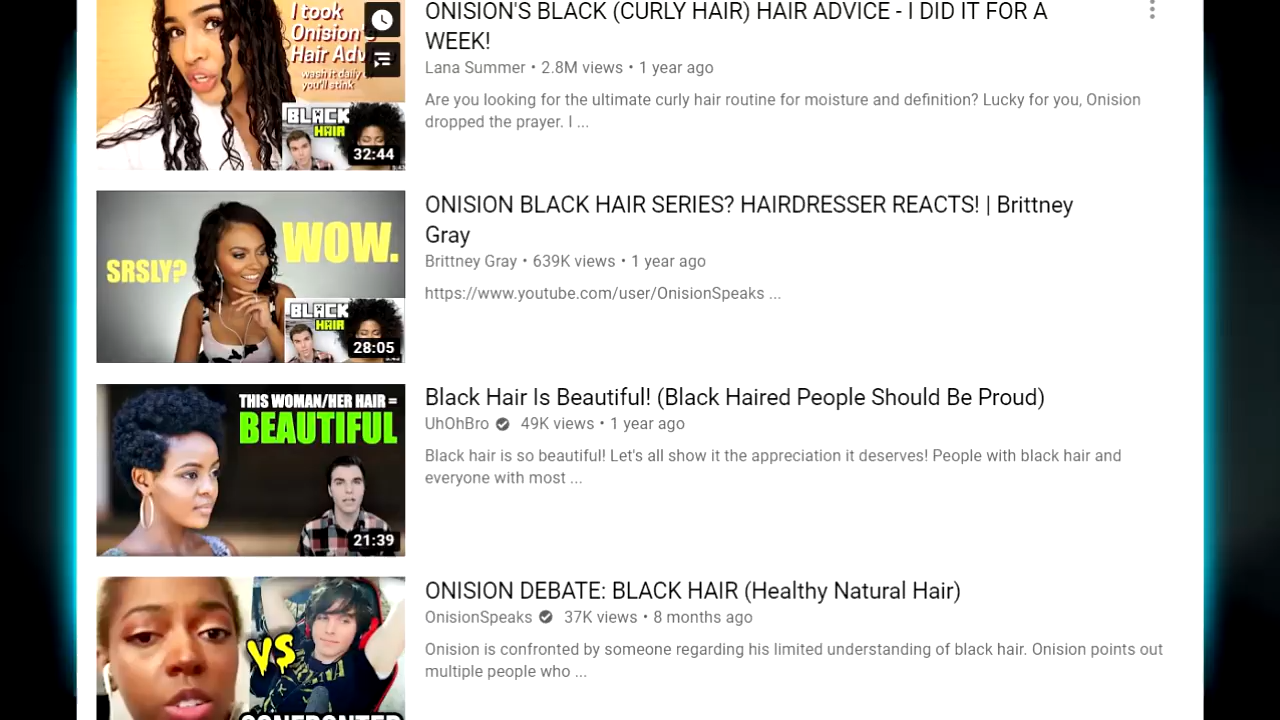 I took
Onision's
Hair Adv
wash it daily
you'll stink
BLACK
HAIR
32:44
ONISION'S BLACK (CURLY HAIR) HAIR ADVICE - I DID IT FOR A
WEEK!
Lana Summer • 2.8M views • 1 year ago
Are you looking for the ultimate curly hair routine for moisture and definition? Lucky for you, Onision
dropped the prayer. I ...
SRSLY?
WOW.
BLACK
HAIR
28:05
ONISION BLACK HAIR SERIES? HAIRDRESSER REACTS! | Brittney
Gray
Brittney Gray • 639K views • 1 year ago
https://www.youtube.com/user/OnisionSpeaks ...
THIS WOMAN/HER HAIR =
BEAUTIFUL
21:39
Black Hair Is Beautiful! (Black Haired People Should Be Proud)
UhOhBro 49K views • 1 year ago
Black hair is so beautiful! Let's all show it the appreciation it deserves! People with black hair and
everyone with most ...
VS
CONFRONTED
ONISION DEBATE: BLACK HAIR (Healthy Natural Hair)
OnisionSpeaks 37K views • 8 months ago
Onision is confronted by someone regarding his limited understanding of black hair. Onision points out
multiple people who ...